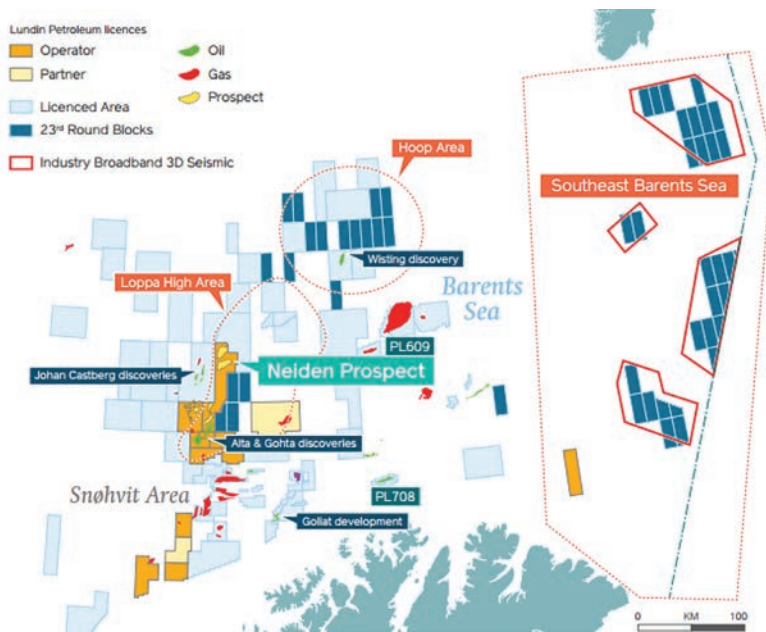 Lundin Petroleum licences
Operator
Partner
Licenced Area
23rd Round Blocks
Industry Broadband 3D Seismic
Oil
Gas
Prospect
Hoop Area
Southeast Barents Sea
Wisting discovery
Loppa High Area
Barents
Sea
PL609
Johan Castberg discoveries
Neiden Prospect
Alta & Gohta discoveries
Snøhvit Area
PL708
Goliat development
0 KM 100